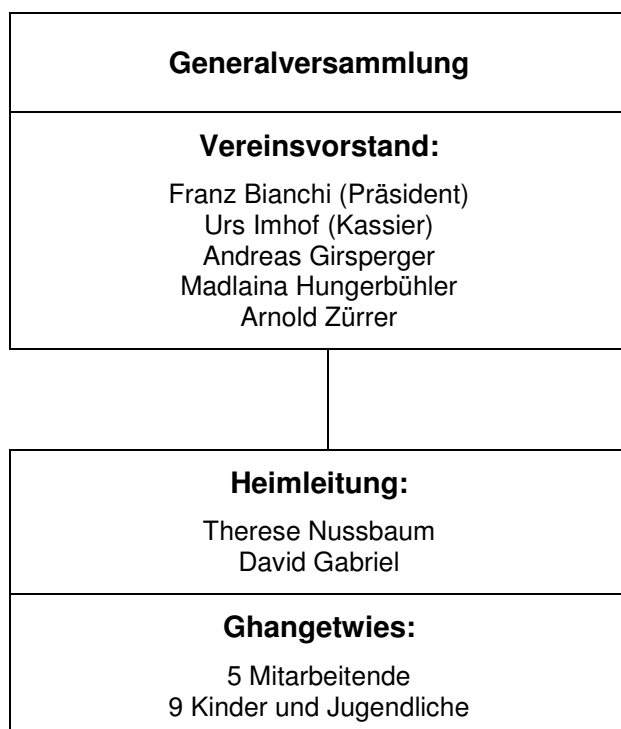 Generalversammlung
Vereinsvorstand:
Franz Bianchi (Präsident)
Urs Imhof (Kassier)
Andreas Girsperger
Madlaina Hungerbühler
Arnold Zürrer
Heimleitung:
Therese Nussbaum
David Gabriel
Ghangetwies:
5 Mitarbeitende
9 Kinder und Jugendliche